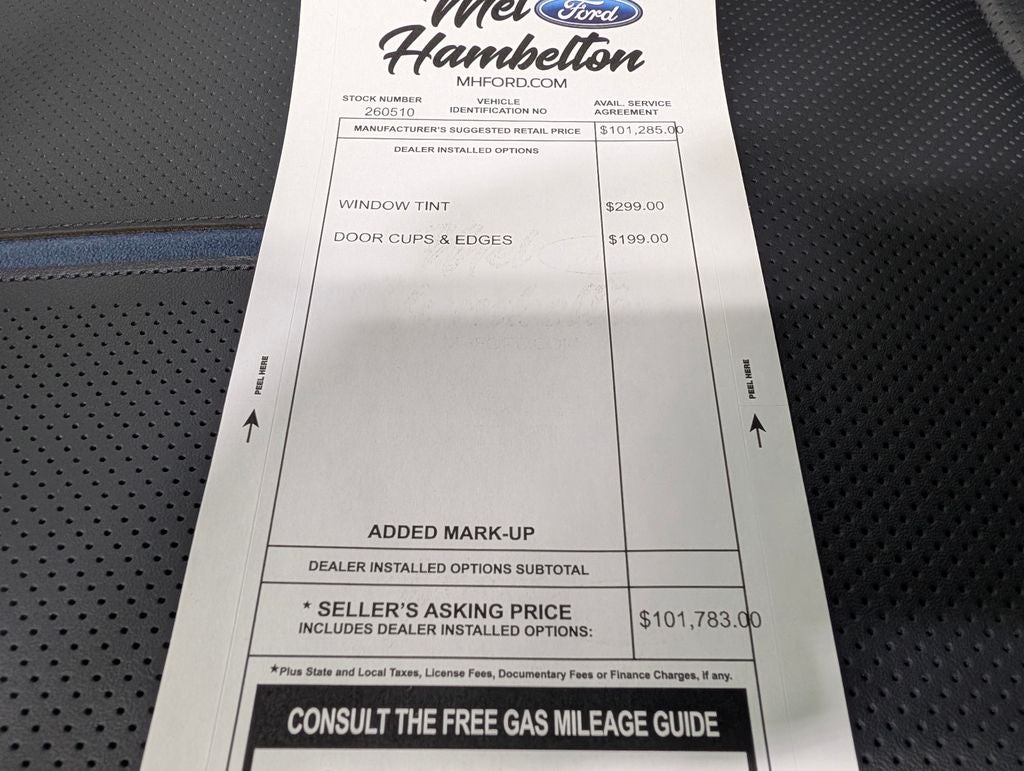 Mel Ford
Hambelton
MHFORD.COM
STOCK NUMBER
260510
VEHICLE
IDENTIFICATION NO
AVAIL. SERVICE
AGREEMENT
MANUFACTURER'S SUGGESTED RETAIL PRICE $101,285.00
DEALER INSTALLED OPTIONS
WINDOW TINT $299.00
DOOR CUPS & EDGES $199.00
PEEL HERE
PEEL HERE
ADDED MARK-UP
DEALER INSTALLED OPTIONS SUBTOTAL
* SELLER'S ASKING PRICE
INCLUDES DEALER INSTALLED OPTIONS: $101,783.00
*Plus State and Local Taxes, License Fees, Documentary Fees or Finance Charges, if any.
CONSULT THE FREE GAS MILEAGE GUIDE